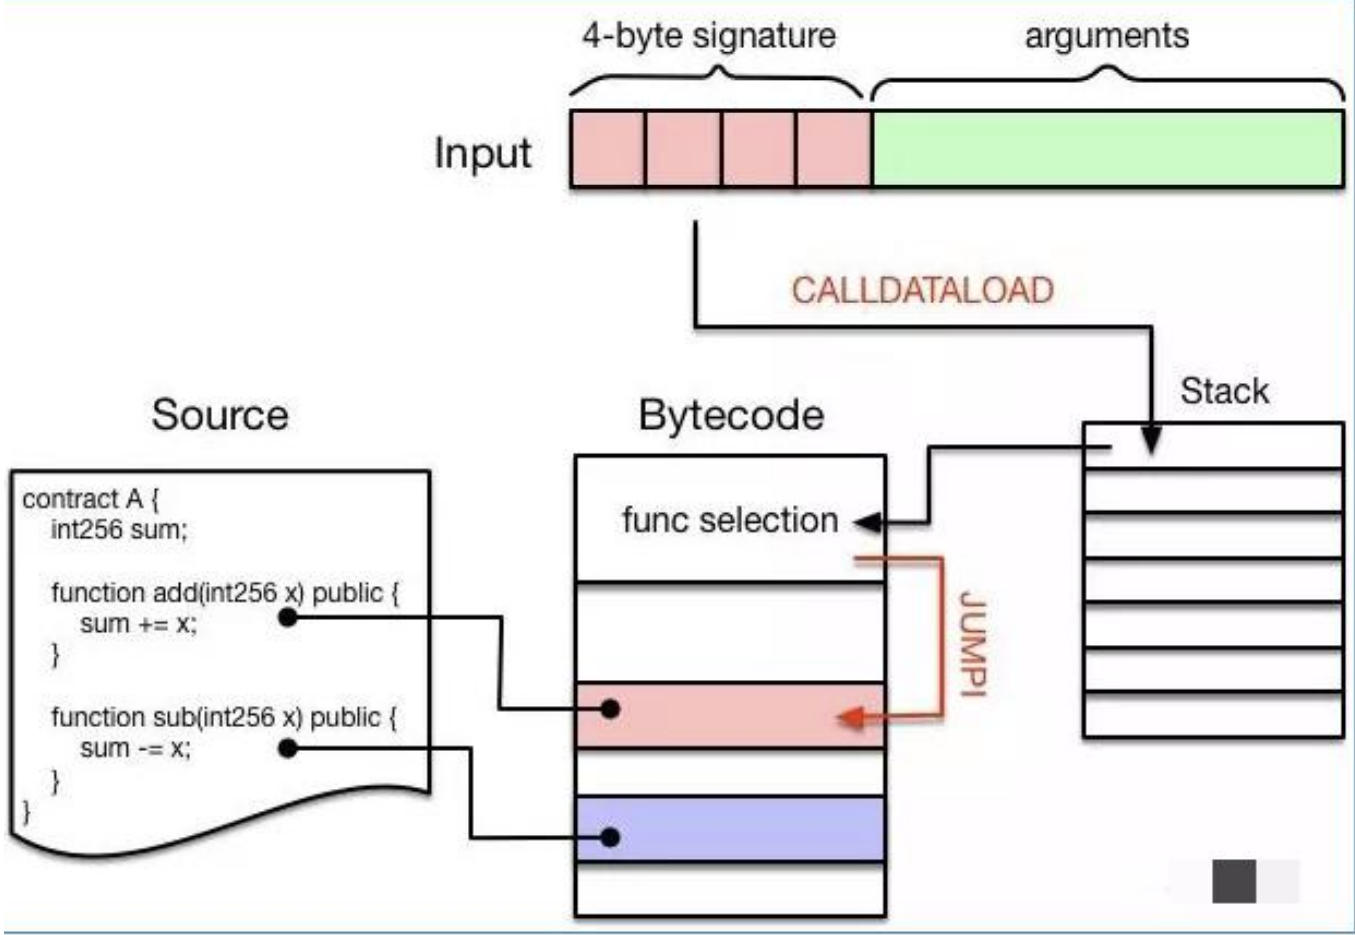 4-byte signature
arguments
Input
CALLDATALOAD
Stack
Source
Bytecode
contract A {
int256 sum;
function add(int256 x) public {
sum += x;
}
function sub(int256 x) public {
sum -= x;
}
}
func selection
JUMPI